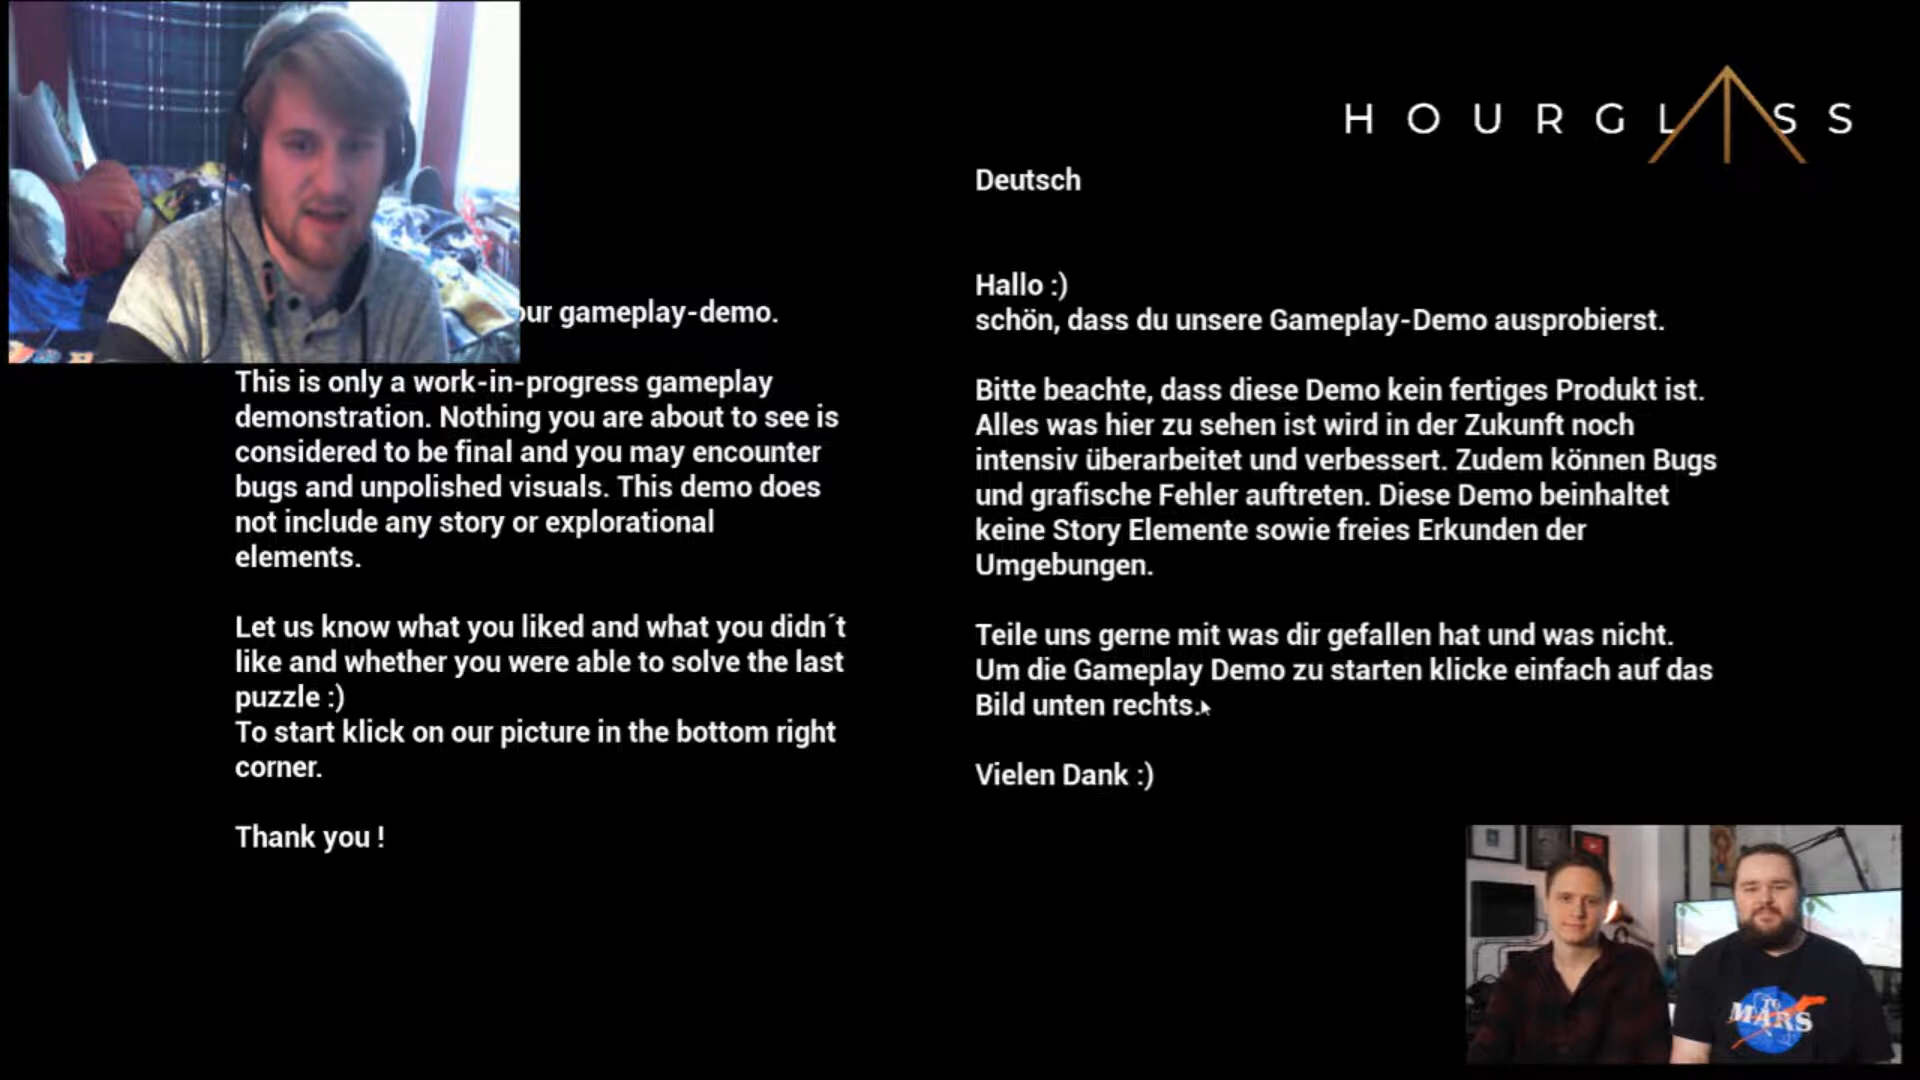 HOURGLASS
our gameplay-demo.
This is only a work-in-progress gameplay
demonstration. Nothing you are about to see is
considered to be final and you may encounter
bugs and unpolished visuals. This demo does
not include any story or explorational
elements.
Let us know what you liked and what you didn´t
like and whether you were able to solve the last
puzzle :)
To start klick on our picture in the bottom right
corner.
Thank you !
Deutsch
Hallo :)
schön, dass du unsere Gameplay-Demo ausprobierst.
Bitte beachte, dass diese Demo kein fertiges Produkt ist.
Alles was hier zu sehen ist wird in der Zukunft noch
intensiv überarbeitet und verbessert. Zudem können Bugs
und grafische Fehler auftreten. Diese Demo beinhaltet
keine Story Elemente sowie freies Erkunden der
Umgebungen.
Teile uns gerne mit was dir gefallen hat und was nicht.
Um die Gameplay Demo zu starten klicke einfach auf das
Bild unten rechts.
Vielen Dank :)
TO
MARS